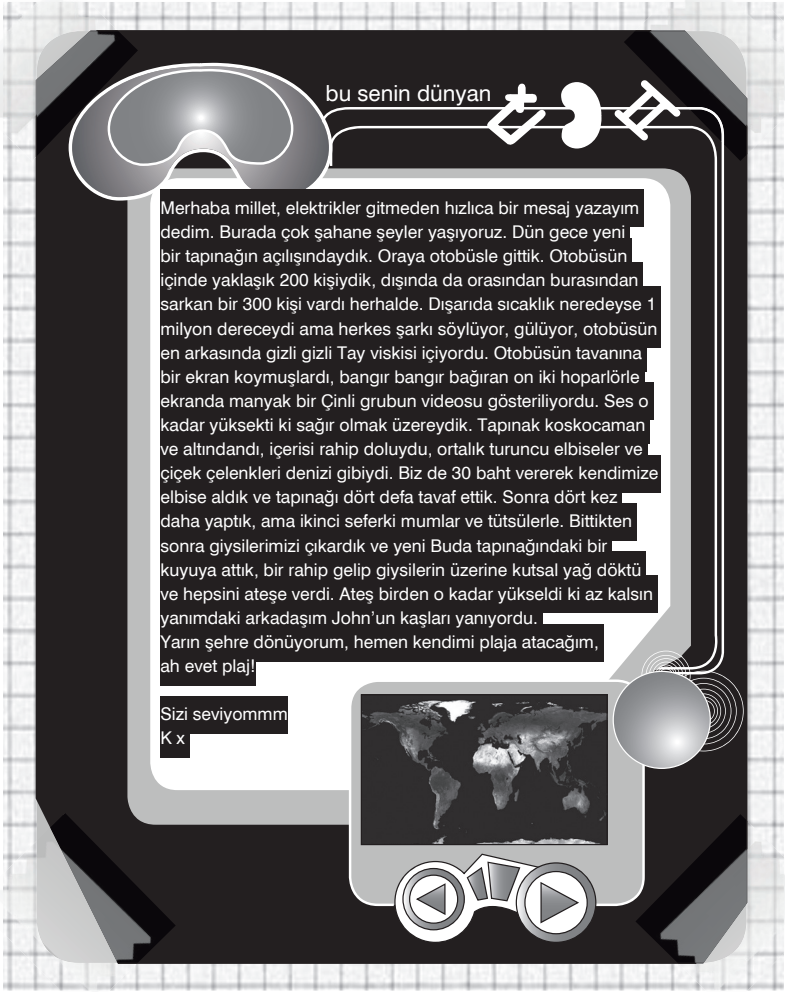 bu senin dünyan
Merhaba millet, elektrikler gitmeden hızlıca bir mesaj yazayım
dedim. Burada çok şahane şeyler yaşıyoruz. Dün gece yeni
bir tapınağın açılışındaydık. Oraya otobüsle gittik. Otobüsün
içinde yaklaşık 200 kişiydik, dışında da orasından burasından
sarkan bir 300 kişi vardı herhalde. Dışarıda sıcaklık neredeyse 1
milyon dereceydi ama herkes şarkı söylüyor, gülüyor, otobüsün
en arkasında gizli gizli Tay viskisi içiyordu. Otobüsün tavanına
bir ekran koymuşlardı, bangır bangır bağıran on iki hoparlörle
ekranda manyak bir Çinli grubun videosu gösteriliyordu. Ses o
kadar yüksekti ki sağır olmak üzereydik. Tapınak koskocaman
ve altındandı, içerisi rahip doluydu, ortalık turuncu elbiseler ve
çiçek çelenkleri denizi gibiydi. Biz de 30 baht vererek kendimize
elbise aldık ve tapınağı dört defa tavaf ettik. Sonra dört kez
daha yaptık, ama ikinci seferki mumlar ve tütsülerle. Bittikten
sonra giysilerimizi çıkardık ve yeni Buda tapınağındaki bir
kuyuya attık, bir rahip gelip giysilerin üzerine kutsal yağ döktü
ve hepsini ateşe verdi. Ateş birden o kadar yükseldi ki az kalsın
yanımdaki arkadaşım John'un kaşları yanıyordu.
Yarın şehre dönüyorum, hemen kendimi plaja atacağım,
ah evet plaj!
Sizi seviyommm
K x